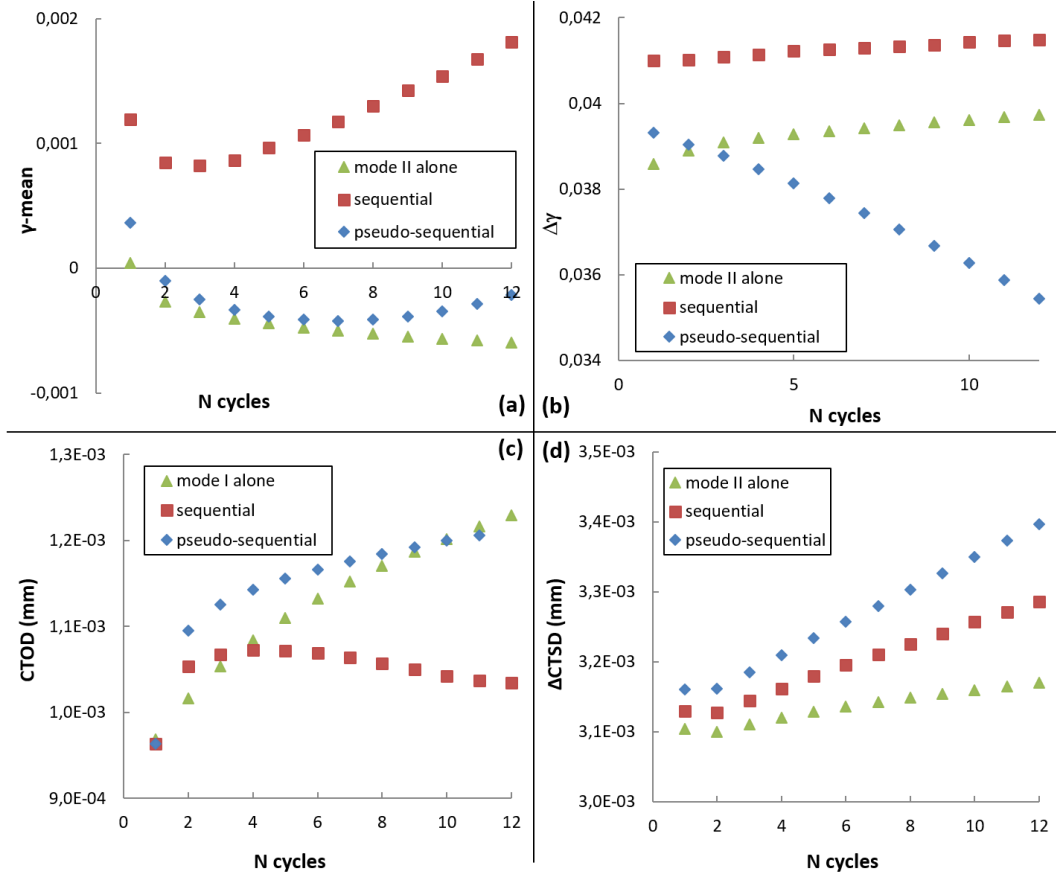 0,002
0,001
0
-0,001
γ-mean
0 2 4 6 8 10 12
N cycles
mode II alone
sequential
pseudo-sequential
(a)
0,042
0,04
0,038
0,036
0,034
Δγ
0 5 10
N cycles
mode II alone
sequential
pseudo-sequential
(b)
1,3E-03
1,2E-03
1,1E-03
1,0E-03
9,0E-04
CTOD (mm)
0 2 4 6 8 10 12
N cycles
mode I alone
sequential
pseudo-sequential
(c)
3,5E-03
3,4E-03
3,3E-03
3,2E-03
3,1E-03
3,0E-03
ΔCTSD (mm)
0 2 4 6 8 10 12
N cycles
mode II alone
sequential
pseudo-sequential
(d)